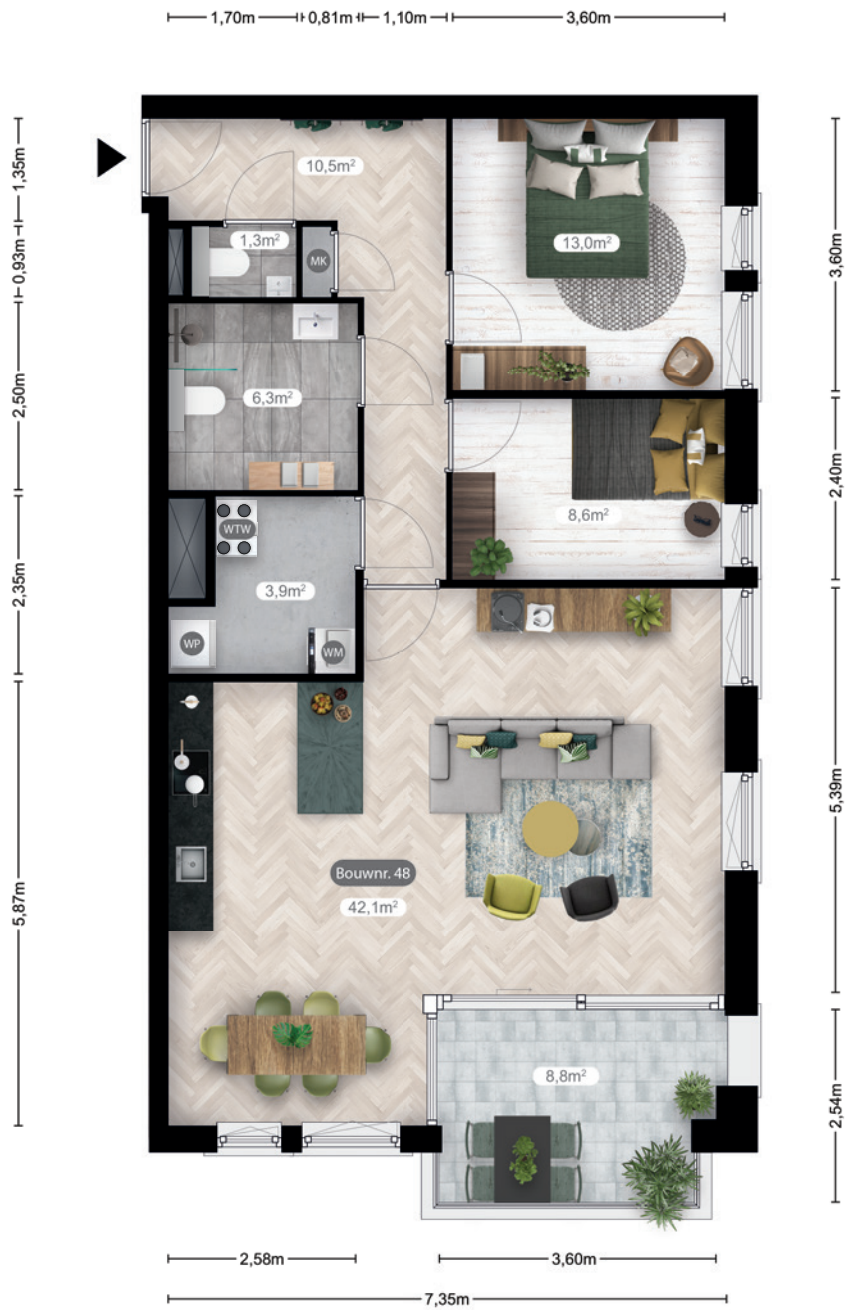 1,70m 0,81m 1,10m 3,60m
1,35m
0,93m
2,50m
2,35m
5,87m
10,5m²
1,3m²
MK
13,0m²
6,3m²
8,6m²
WTW
3,9m²
WP
WM
Bouwnr. 48
42,1m²
8,8m²
3,60m
2,40m
5,39m
2,54m
2,58m 3,60m
7,35m